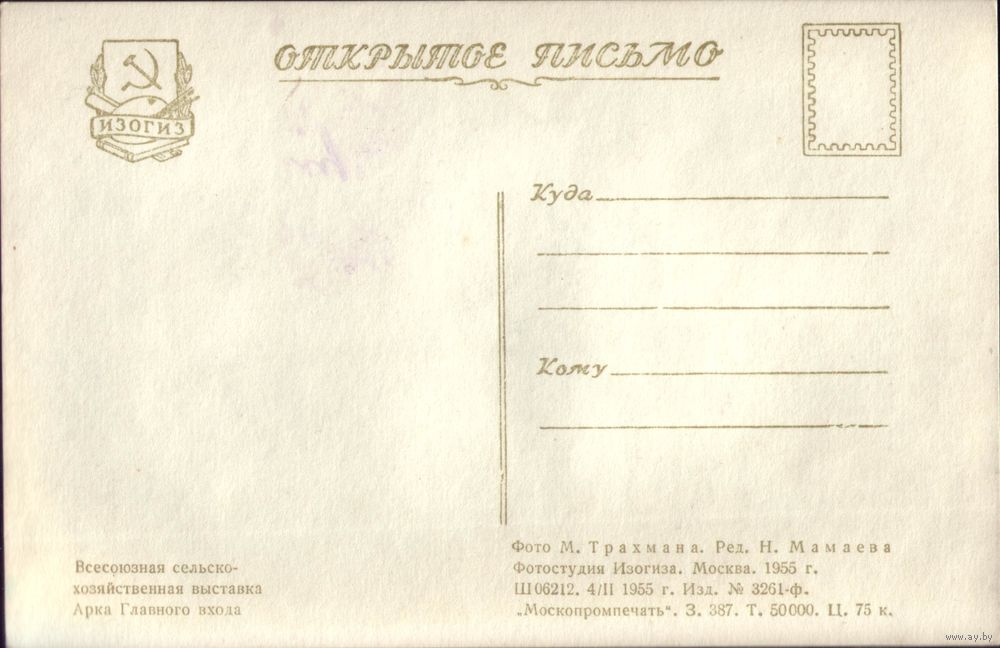 ИЗОГИЗ
ОТКРЫТОЕ ПИСЬМО
Куда
Кому
Всесоюзная сельско-
хозяйственная выставка
Арка Главного входа
Фото М. Трахмана. Ред. Н. Мамаева
Фотостудия Изогиза. Москва. 1955 г.
Ш06212. 4/II 1955 г. Изд. № 3261-ф.
„Москопромпечать“. З. 387. Т. 50000. Ц. 75 к.
www.ay.by